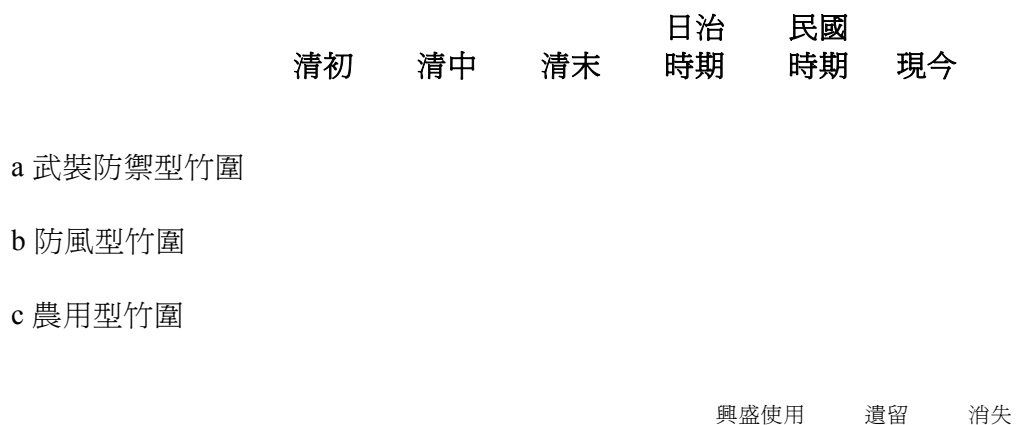 日治 民國
清初 清中 清末 時期 時期 現今
a 武裝防禦型竹圍
b 防風型竹圍
c 農用型竹圍
興盛使用 遺留 消失